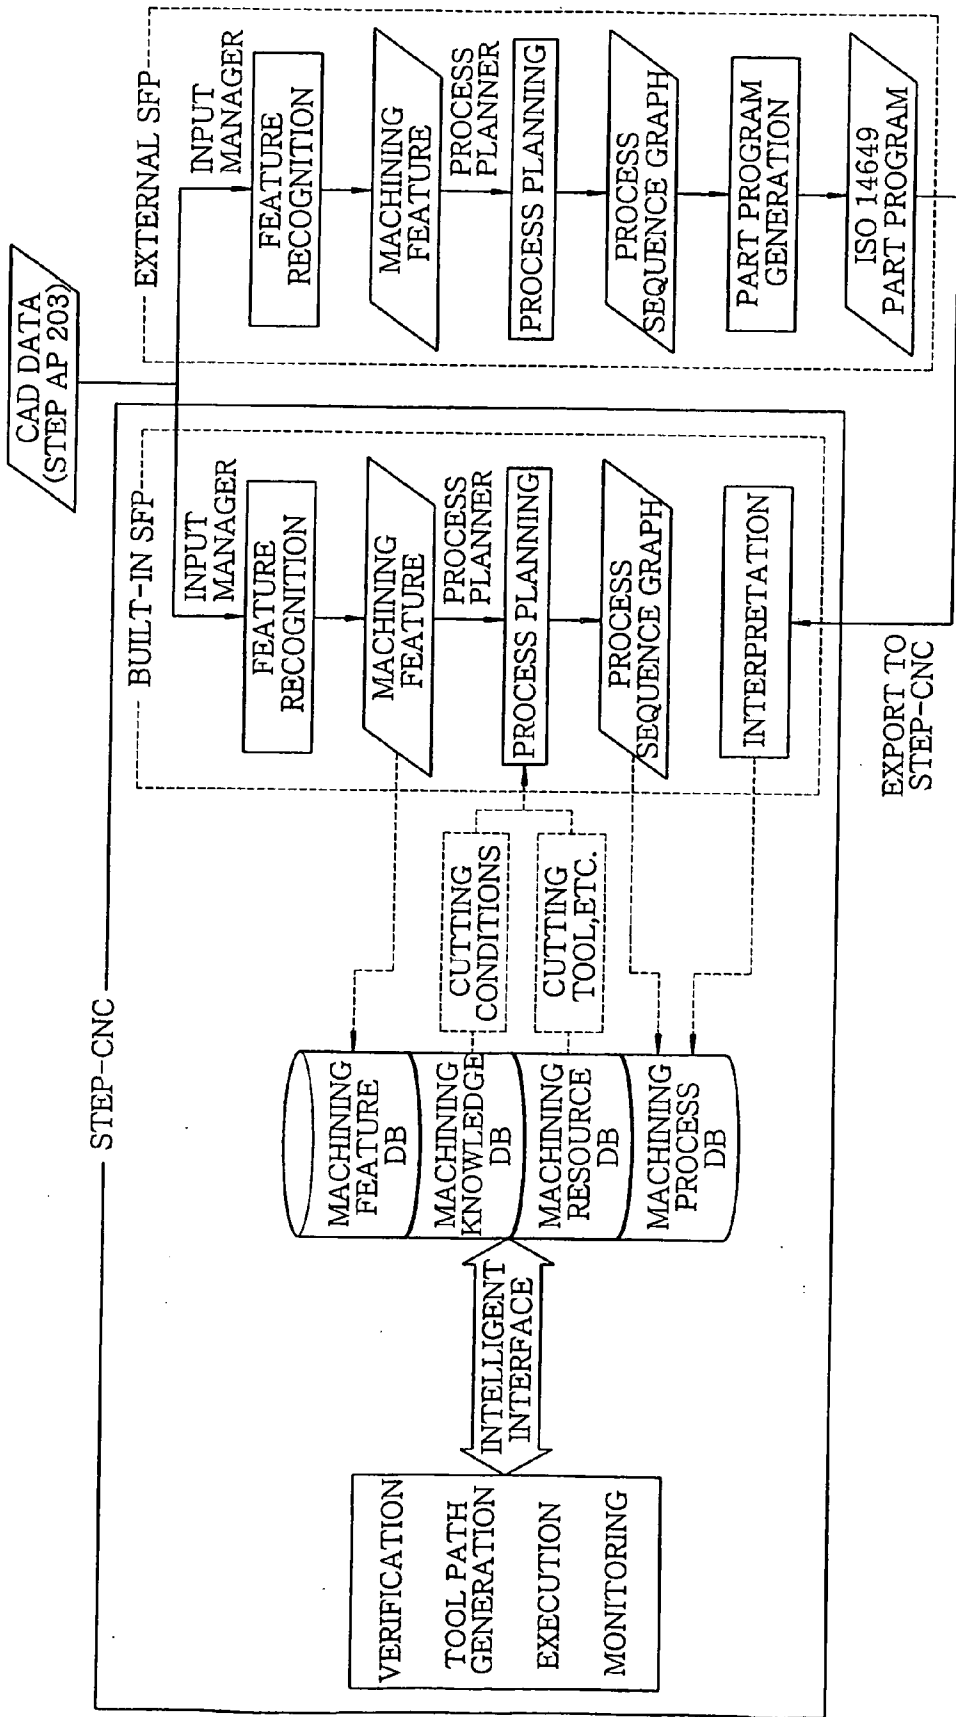 CAD DATA
(STEP AP 203)
EXTERNAL SFP
INPUT
MANAGER
FEATURE
RECOGNITION
MACHINING
FEATURE
PROCESS
PLANNER
PROCESS PLANNING
PROCESS
SEQUENCE GRAPH
PART PROGRAM
GENERATION
ISO 14649
PART PROGRAM
STEP-CNC
BUILT-IN SFP
INPUT
MANAGER
FEATURE
RECOGNITION
MACHINING
FEATURE
PROCESS
PLANNER
PROCESS PLANNING
PROCESS
SEQUENCE GRAPH
INTERPRETATION
EXPORT TO
STEP-CNC
CUTTING
CONDITIONS
CUTTING
TOOL,ETC.
MACHINING
FEATURE
DB
MACHINING
KNOWLEDGE
DB
MACHINING
RESOURCE
DB
MACHINING
PROCESS
DB
INTELLIGENT
INTERFACE
VERIFICATION
TOOL PATH
GENERATION
EXECUTION
MONITORING